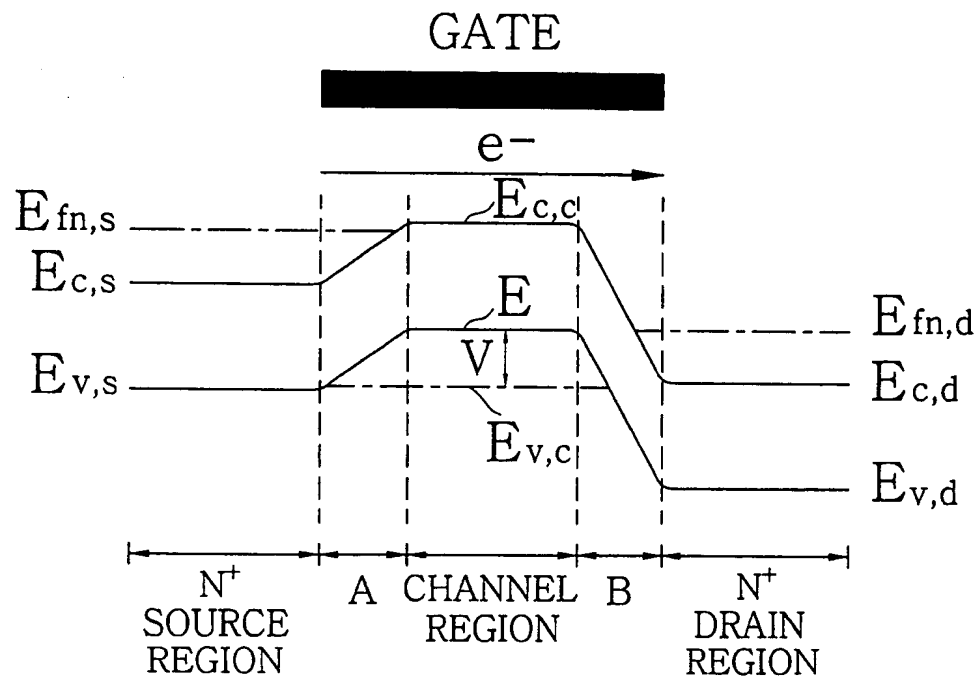 GATE
e-
Efn,s
Ec,c
Ec,s
E
Efn,d
V
Ev,s
Ec,d
Ev,c
Ev,d
N+
SOURCE
REGION
A
CHANNEL
REGION
B
N+
DRAIN
REGION